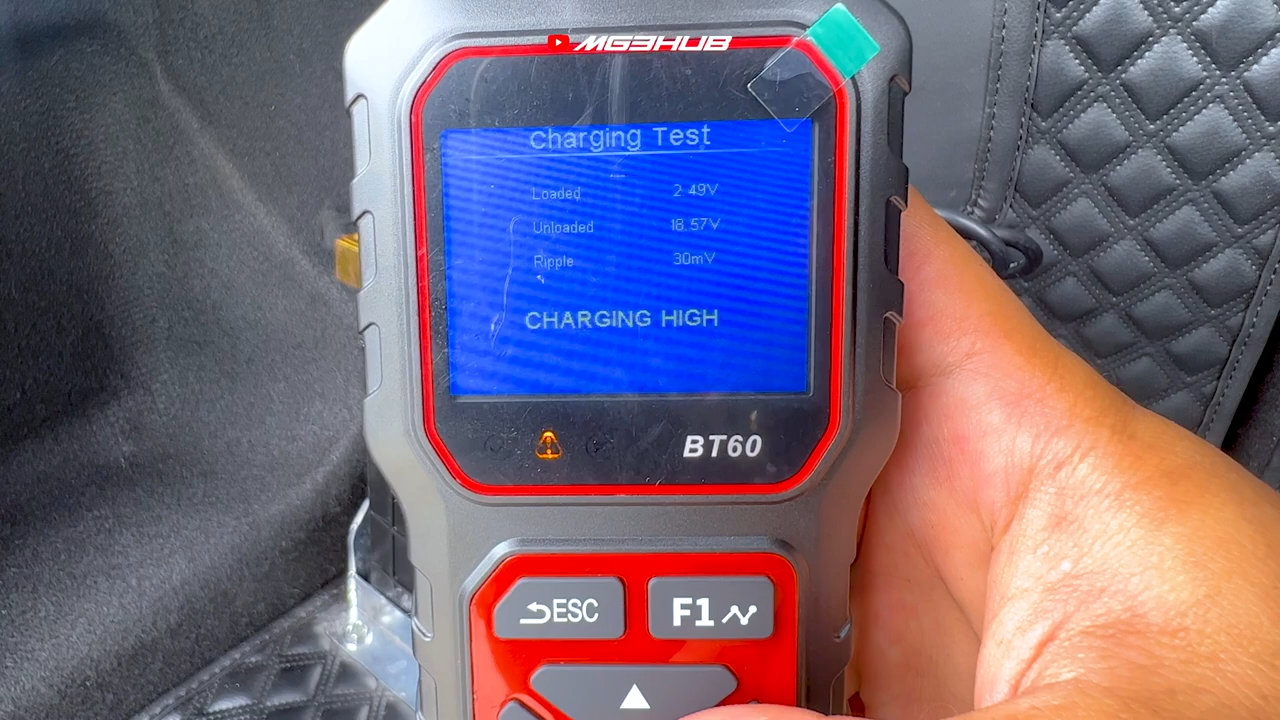 MG3HUB
Charging Test
Loaded 2.49V
Unloaded 18.57V
Ripple 30mV
CHARGING HIGH
BT60
ESC
F1